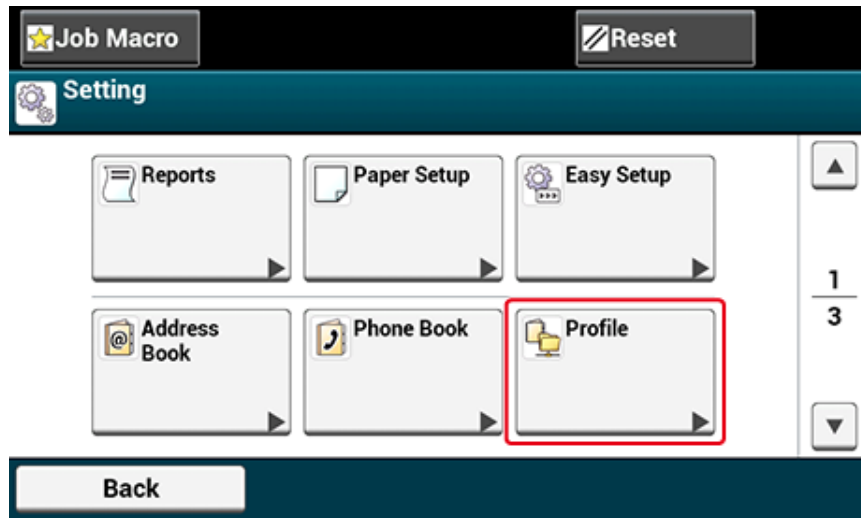 Job Macro
Reset
Setting
Reports
Paper Setup
Easy Setup
1
3
Address
Book
Phone Book
Profile
Back